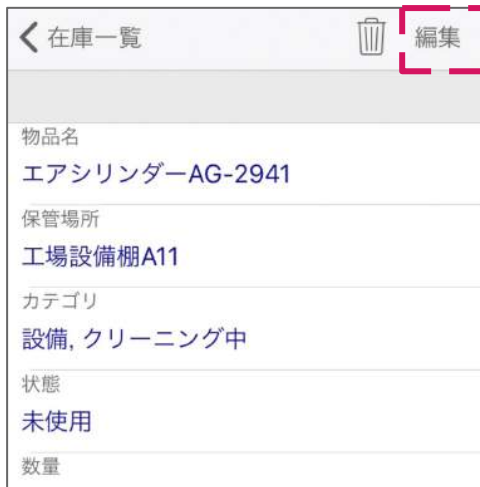 在庫一覧 編集
物品名
エアシリンダーAG-2941
保管場所
工場設備棚A11
カテゴリ
設備, クリーニング中
状態
未使用
数量